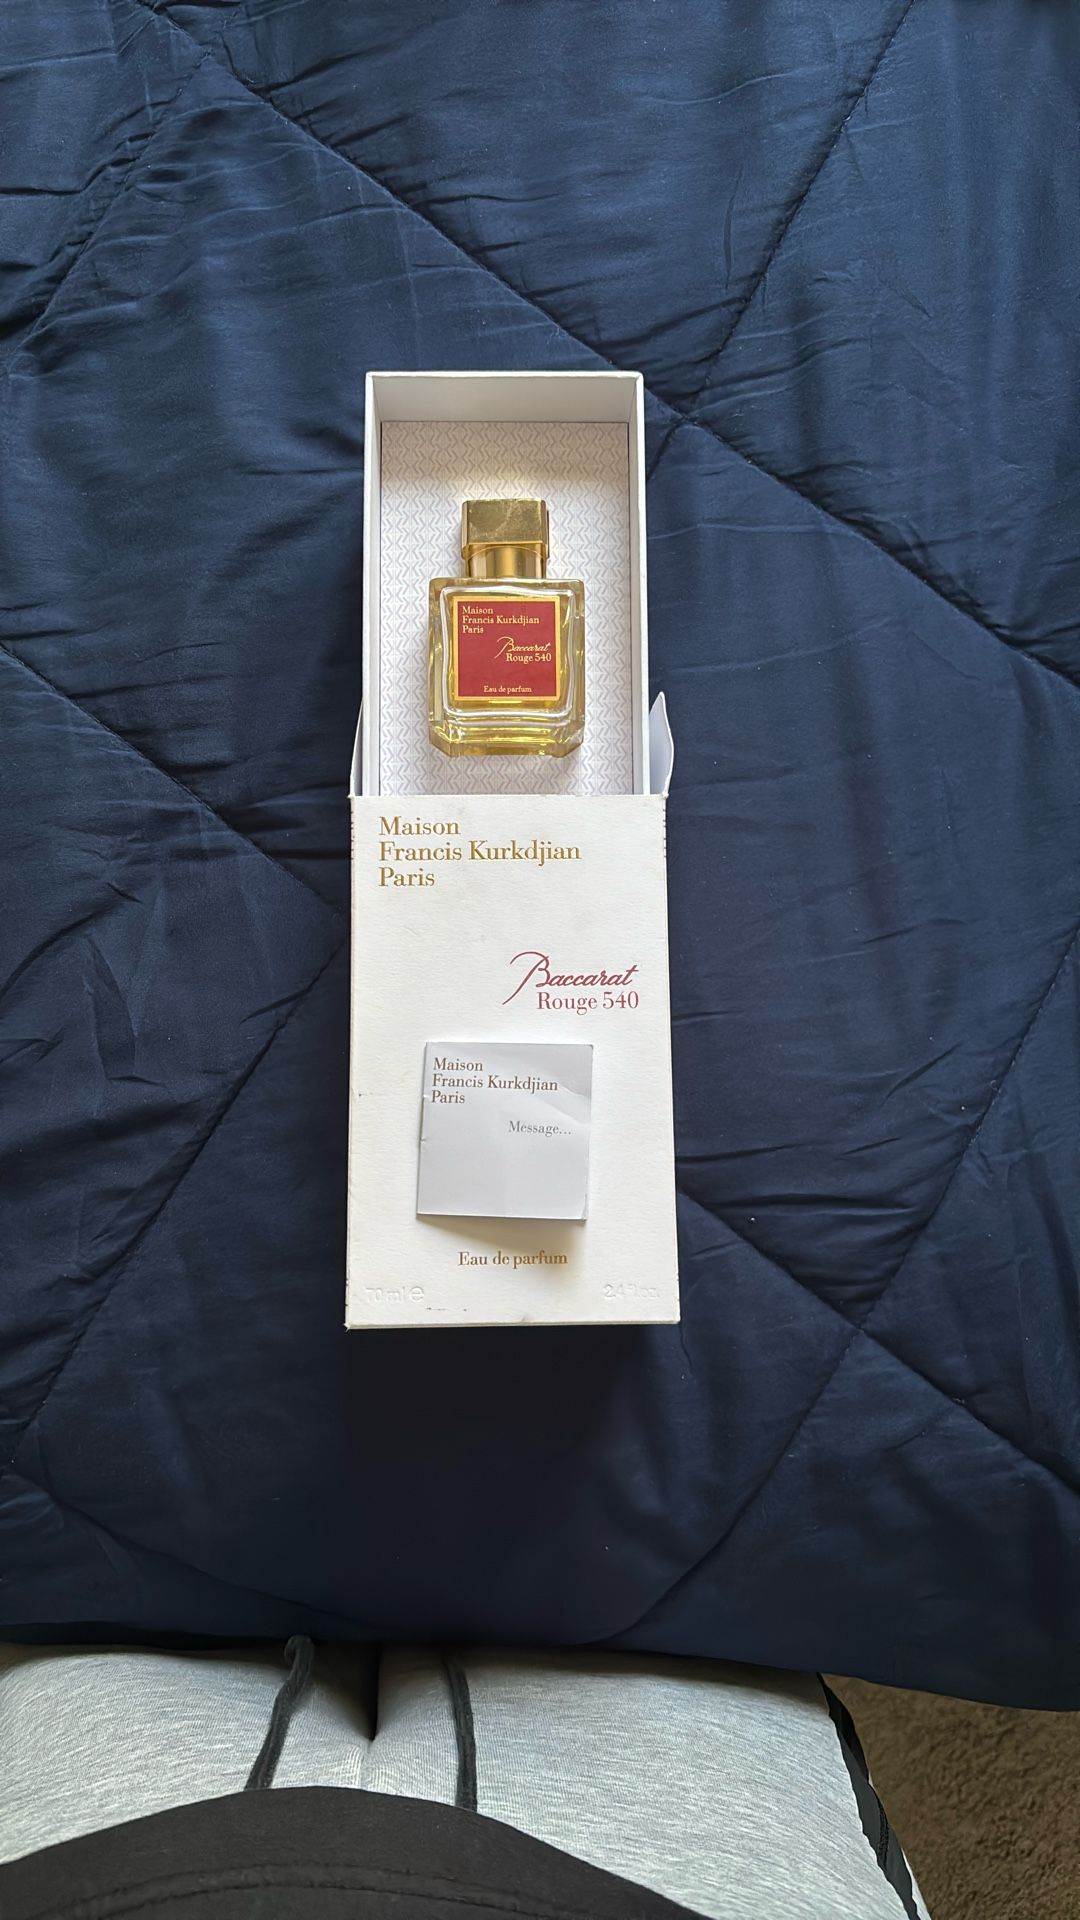 Maison
Francis Kurkdjian
Paris
Baccarat
Rouge 540
Eau de parfum
Maison
Francis Kurkdjian
Paris
Baccarat
Rouge 540
Maison
Francis Kurkdjian
Paris
Message...
Eau de parfum
70 ml ℮
2.4 fl.oz.